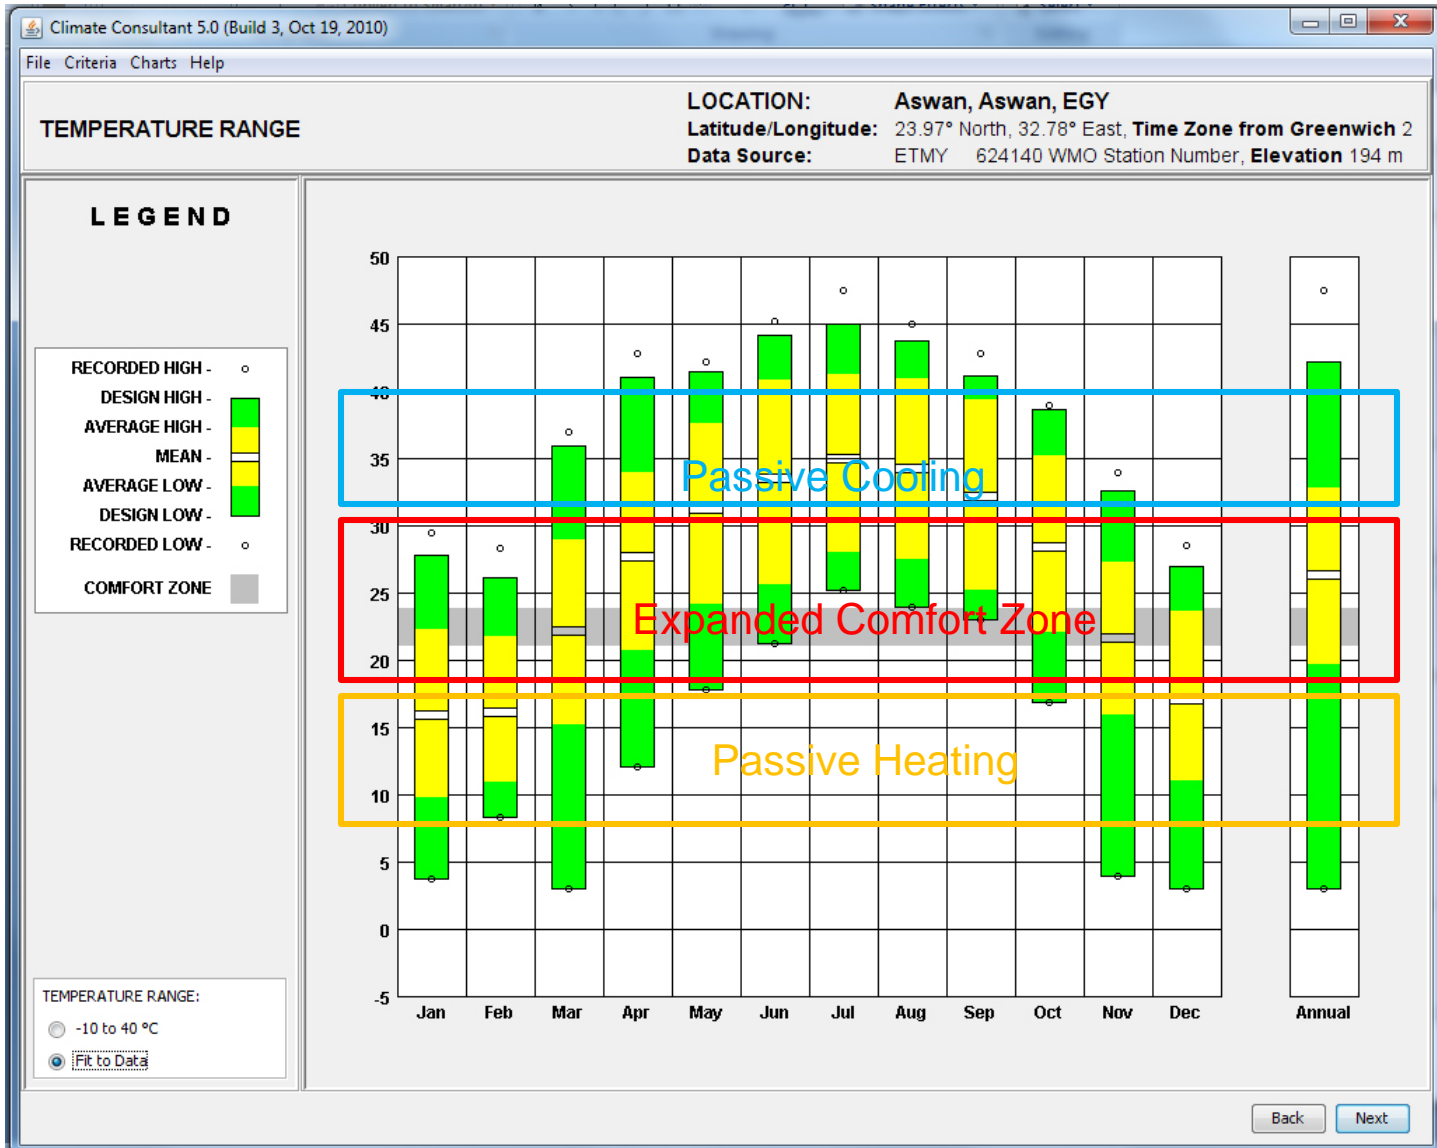 Climate Consultant 5.0 (Build 3, Oct 19, 2010)
File Criteria Charts Help
TEMPERATURE RANGE
LOCATION: Aswan, Aswan, EGY
Latitude/Longitude: 23.97° North, 32.78° East, Time Zone from Greenwich 2
Data Source: ETMY 624140 WMO Station Number, Elevation 194 m
LEGEND
RECORDED HIGH -
DESIGN HIGH -
AVERAGE HIGH -
MEAN -
AVERAGE LOW -
DESIGN LOW -
RECORDED LOW -
COMFORT ZONE
50
45
40
35
30
25
20
15
10
5
0
-5
Passive Cooling
Expanded Comfort Zone
Passive Heating
Jan Feb Mar Apr May Jun Jul Aug Sep Oct Nov Dec Annual
TEMPERATURE RANGE:
-10 to 40 °C
Fit to Data
Back Next